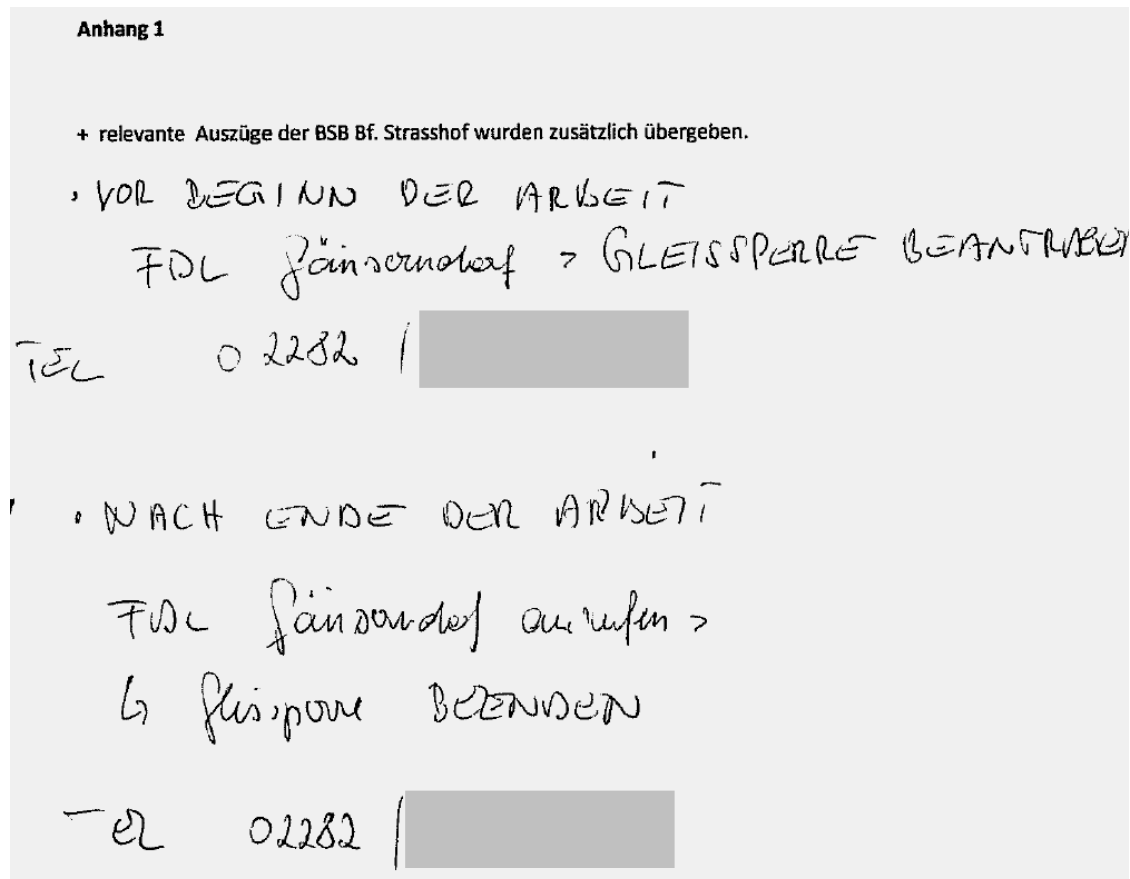 Anhang 1
+ relevante Auszüge der BSB Bf. Strasshof wurden zusätzlich übergeben.
• VOR BEGINN DER ARBEIT
FDL Gänserndorf > GLEISSPERRE BEANTRAGEN
TEL 02282 /
• NACH ENDE DER ARBEIT
FDL Gänserndorf anrufen >
↳ Gleissperre BEENDEN
TEL 02282 /